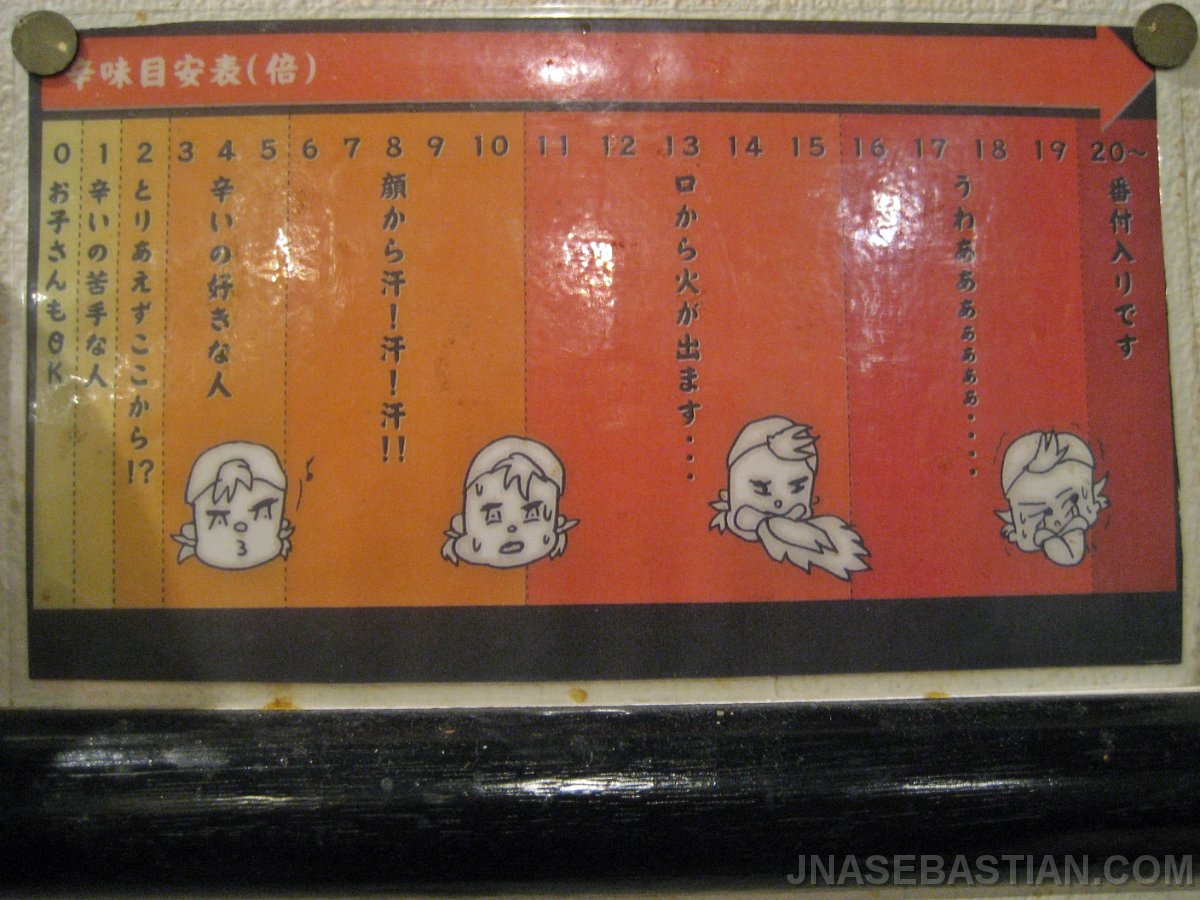 辛味目安表(倍)
0 1 2 3 4 5 6 7 8 9 10 11 12 13 14 15 16 17 18 19 20~
お子さんもOK
辛いの苦手な人
とりあえずここから!?
辛いの好きな人
顔から汗!汗!汗!!
口から火が出ます・・・
うわあああぁぁぁぁ・・・・
番付入りです
JNASEBASTIAN.COM